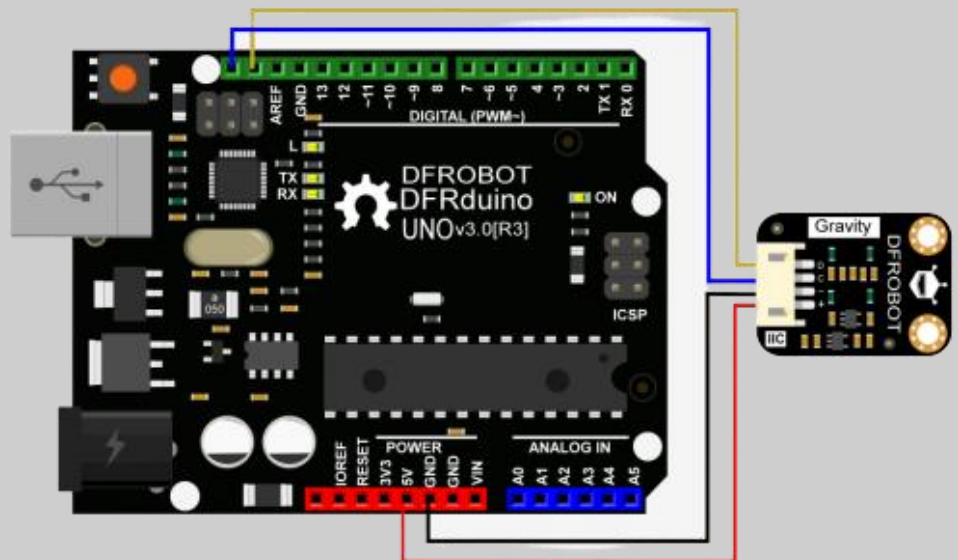 AREF
GND
13
12
~11
~10
~9
8
7
~6
~5
4
~3
2
TX 1
RX 0
DIGITAL (PWM~)
L
TX
RX
DFROBOT
DFRduino
UNO v3.0[R3]
ON
ICSP
a
050
IOREF
RESET
3V3
5V
GND
GND
VIN
POWER
ANALOG IN
A0
A1
A2
A3
A4
A5
Gravity
D
C
-
+
IIC
DFROBOT